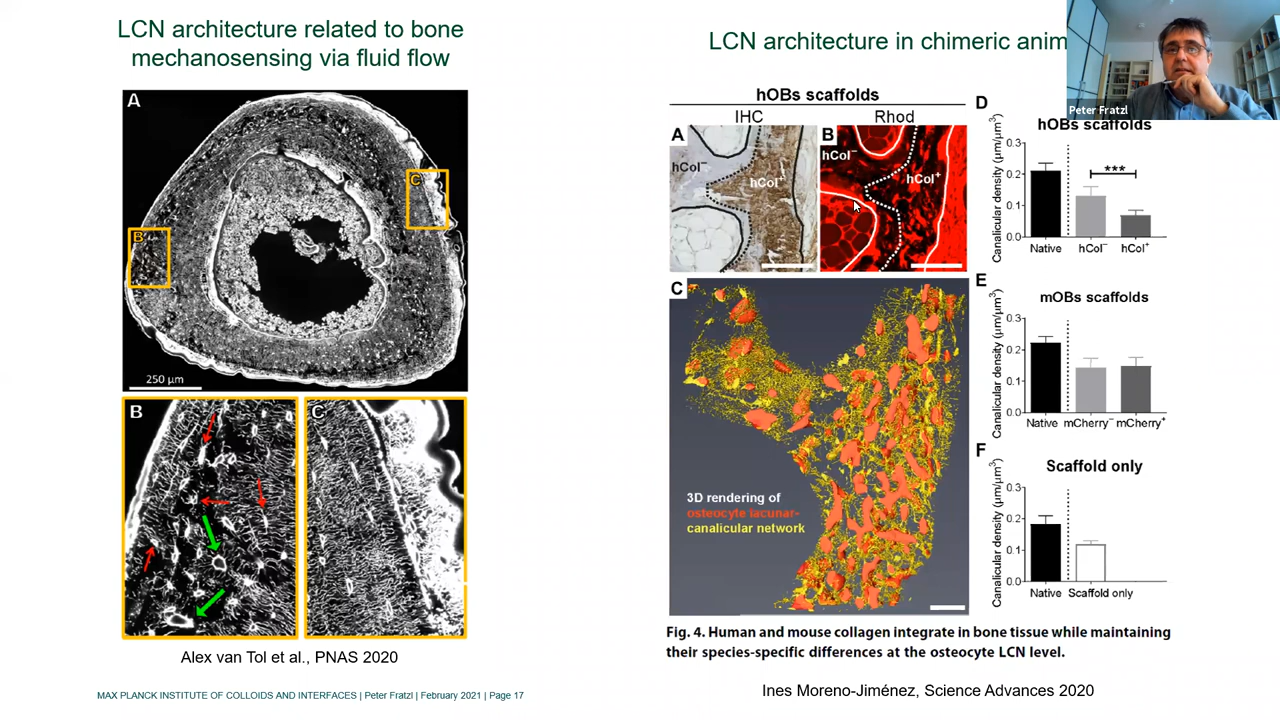 LCN architecture related to bone
mechanosensing via fluid flow
A
B
C
250 µm
B
C
Alex van Tol et al., PNAS 2020
MAX PLANCK INSTITUTE OF COLLOIDS AND INTERFACES | Peter Fratzl | February 2021 | Page 17
LCN architecture in chimeric anim
Peter Fratzl
hOBs scaffolds
IHC
Rhod
A
hCol⁻
hCol⁺
B
hCol⁻
hCol⁺
C
3D rendering of
osteocyte lacunar-
canalicular network
D
hOBs scaffolds
Canalicular density (µm/µm³)
0.3
0.2
0.1
0.0
***
Native
hCol⁻
hCol⁺
E
mOBs scaffolds
Canalicular density (µm/µm³)
0.3
0.2
0.1
0.0
Native
mCherry⁻
mCherry⁺
F
Scaffold only
Canalicular density (µm/µm³)
0.3
0.2
0.1
0.0
Native
Scaffold only
Fig. 4. Human and mouse collagen integrate in bone tissue while maintaining
their species-specific differences at the osteocyte LCN level.
Ines Moreno-Jiménez, Science Advances 2020